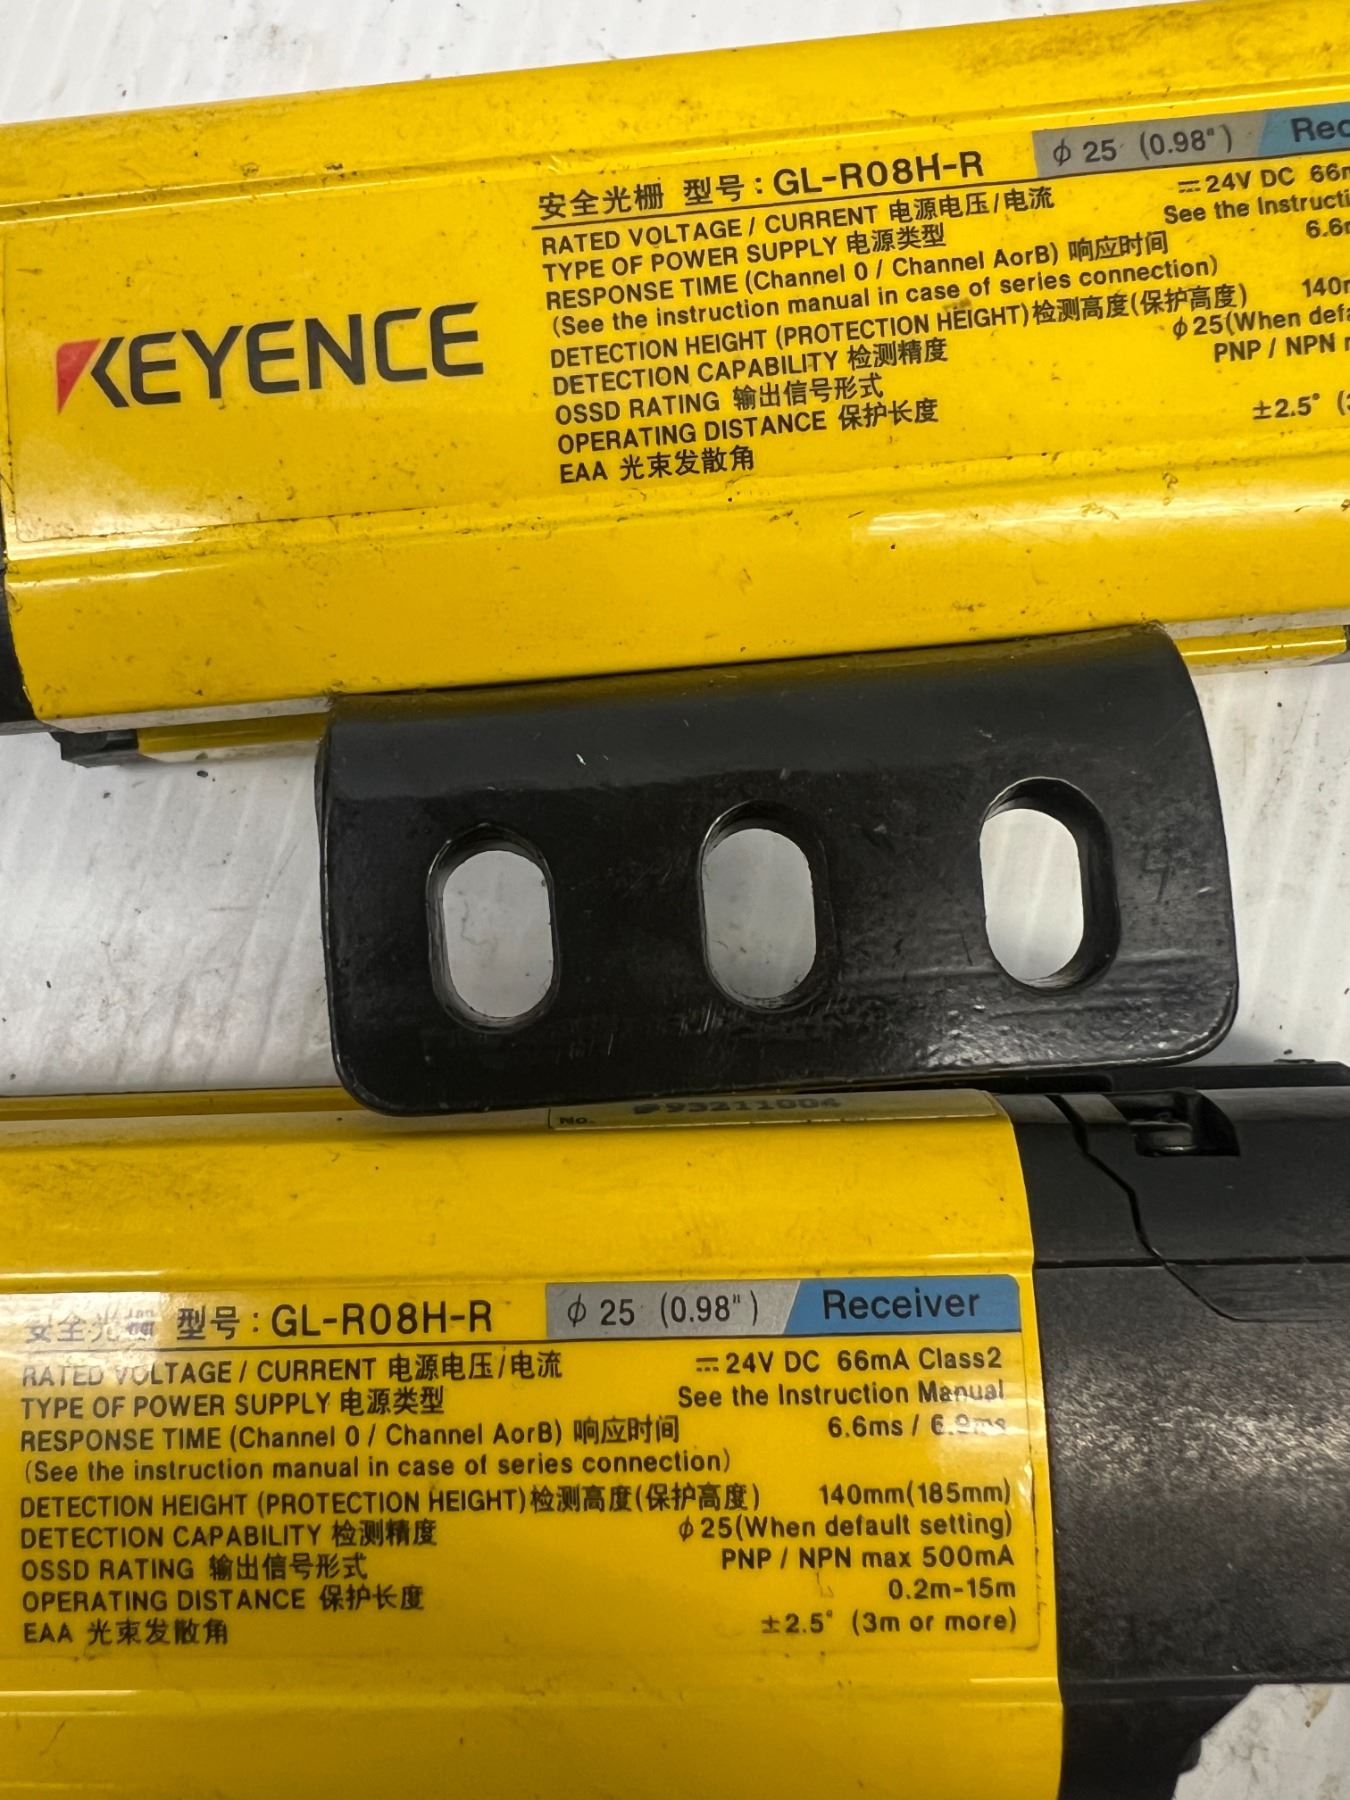 安全光栅 型号: GL-R08H-R φ 25 (0.98")
RATED VOLTAGE / CURRENT 电源电压/电流 ⎓ 24V DC
TYPE OF POWER SUPPLY 电源类型 See the
RESPONSE TIME (Channel 0 / Channel AorB) 响应时间
(See the instruction manual in case of series connection)
DETECTION HEIGHT (PROTECTION HEIGHT)检测高度(保护高度)
DETECTION CAPABILITY 检测精度 φ25(When
OSSD RATING 输出信号形式 PNP / NPN
OPERATING DISTANCE 保护长度
EAA 光束发散角 ±2.5°
KEYENCE
No. 93211004
安全光栅 型号: GL-R08H-R φ 25 (0.98") Receiver
RATED VOLTAGE / CURRENT 电源电压/电流 ⎓ 24V DC 66mA Class2
TYPE OF POWER SUPPLY 电源类型 See the Instruction Manual
RESPONSE TIME (Channel 0 / Channel AorB) 响应时间 6.6ms / 6.9ms
(See the instruction manual in case of series connection)
DETECTION HEIGHT (PROTECTION HEIGHT)检测高度(保护高度) 140mm(185mm)
DETECTION CAPABILITY 检测精度 φ25(When default setting)
OSSD RATING 输出信号形式 PNP / NPN max 500mA
OPERATING DISTANCE 保护长度 0.2m-15m
EAA 光束发散角 ±2.5° (3m or more)